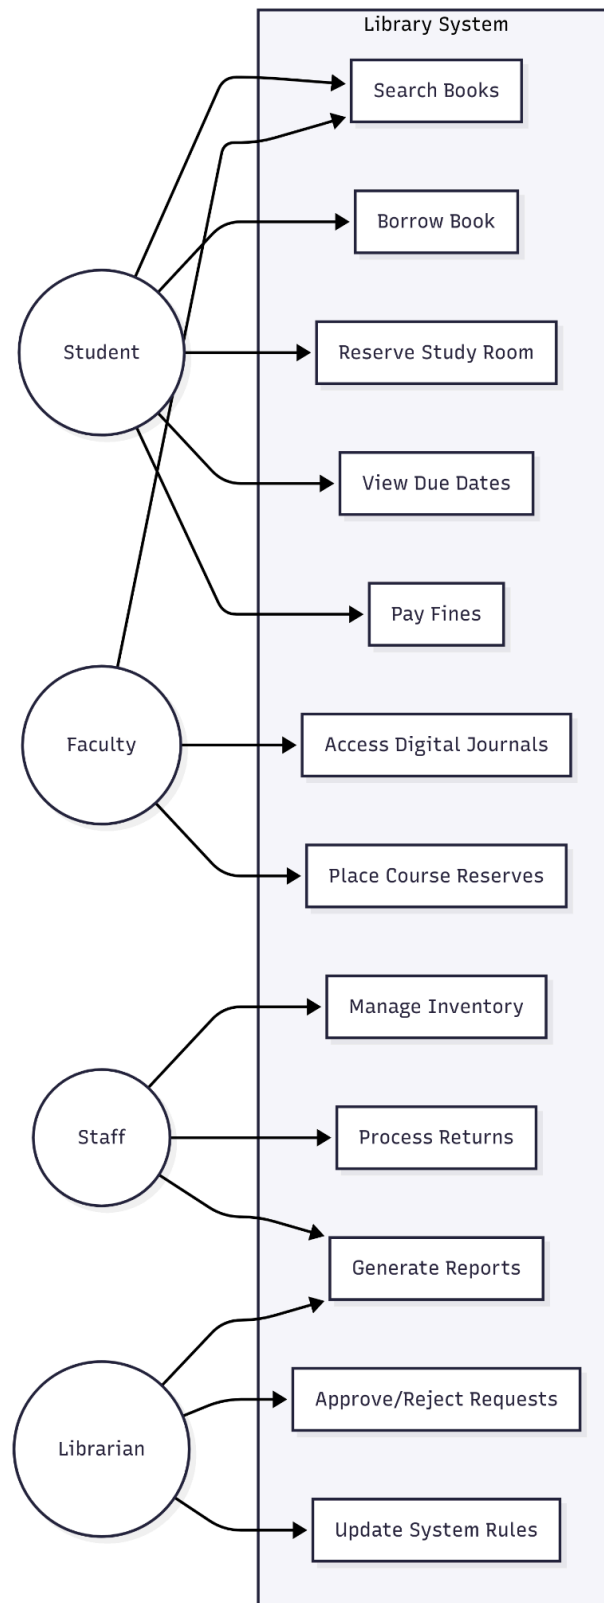 Library System
Search Books
Borrow Book
Student
Reserve Study Room
View Due Dates
Pay Fines
Faculty
Access Digital Journals
Place Course Reserves
Manage Inventory
Staff
Process Returns
Generate Reports
Approve/Reject Requests
Librarian
Update System Rules